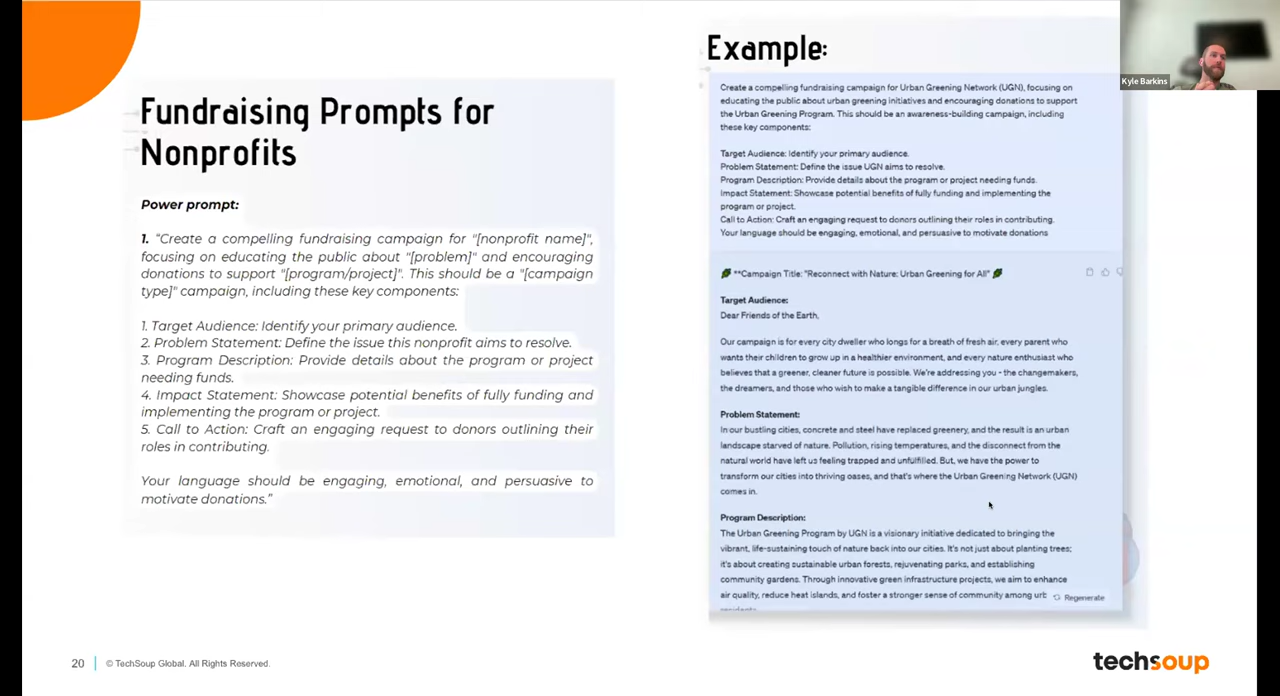 Fundraising Prompts for
Nonprofits
Power prompt:
1. "Create a compelling fundraising campaign for "[nonprofit name]",
focusing on educating the public about "[problem]" and encouraging
donations to support "[program/project]". This should be a "[campaign
type]" campaign, including these key components:
1. Target Audience: Identify your primary audience.
2. Problem Statement: Define the issue this nonprofit aims to resolve.
3. Program Description: Provide details about the program or project
needing funds.
4. Impact Statement: Showcase potential benefits of fully funding and
implementing the program or project.
5. Call to Action: Craft an engaging request to donors outlining their
roles in contributing.
Your language should be engaging, emotional, and persuasive to
motivate donations."
Example:
Create a compelling fundraising campaign for Urban Greening Network (UGN), focusing on
educating the public about urban greening initiatives and encouraging donations to support
the Urban Greening Program. This should be an awareness-building campaign, including
these key components:
Target Audience: Identify your primary audience.
Problem Statement: Define the issue UGN aims to resolve.
Program Description: Provide details about the program or project needing funds.
Impact Statement: Showcase potential benefits of fully funding and implementing the
program or project.
Call to Action: Craft an engaging request to donors outlining their roles in contributing.
Your language should be engaging, emotional, and persuasive to motivate donations
**Campaign Title: "Reconnect with Nature: Urban Greening for All"
Target Audience:
Dear Friends of the Earth,
Our campaign is for every city dweller who longs for a breath of fresh air, every parent who
wants their children to grow up in a healthier environment, and every nature enthusiast who
believes that a greener, cleaner future is possible. We're addressing you - the changemakers,
the dreamers, and those who wish to make a tangible difference in our urban jungles.
Problem Statement:
In our bustling cities, concrete and steel have replaced greenery, and the result is an urban
landscape starved of nature. Pollution, rising temperatures, and the disconnect from the
natural world have left us feeling trapped and unfulfilled. But, we have the power to
transform our cities into thriving oases, and that's where the Urban Greening Network (UGN)
comes in.
Program Description:
The Urban Greening Program by UGN is a visionary initiative dedicated to bringing the
vibrant, life-sustaining touch of nature back into our cities. It's not just about planting trees;
it's about creating sustainable urban forests, rejuvenating parks, and establishing
community gardens. Through innovative green infrastructure projects, we aim to enhance
air quality, reduce heat islands, and foster a stronger sense of community among urb
residents.
Regenerate
Kyle Barkins
20
© TechSoup Global. All Rights Reserved.
techsoup